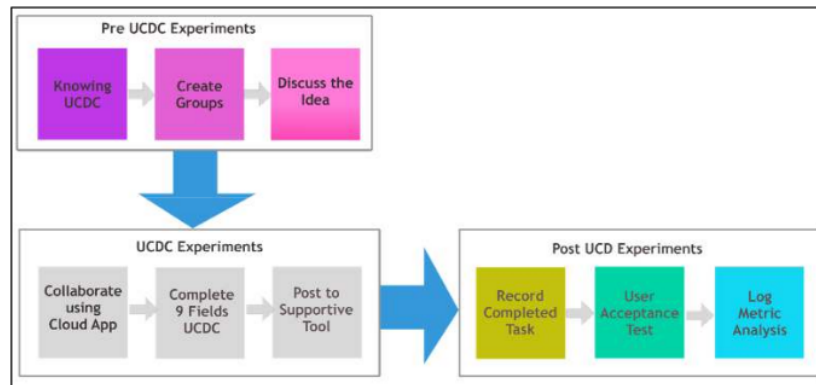 Pre UCDC Experiments
Knowing
UCDC
Create
Groups
Discuss the
Idea
UCDC Experiments
Collaborate
using
Cloud App
Complete
9 Fields
UCDC
Post to
Supportive
Tool
Post UCD Experiments
Record
Completed
Task
User
Acceptance
Test
Log
Metric
Analysis